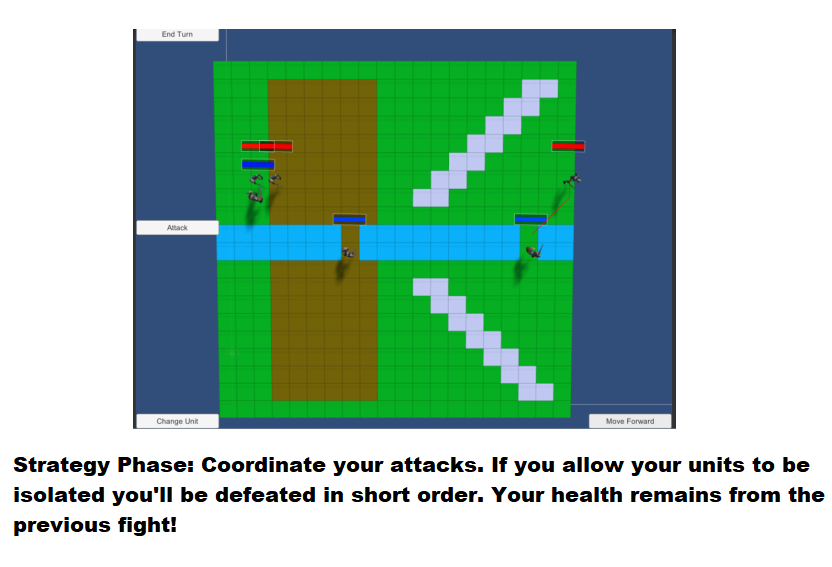 End Turn
Attack
Change Unit
Move Forward
Strategy Phase: Coordinate your attacks. If you allow your units to be
isolated you'll be defeated in short order. Your health remains from the
previous fight!